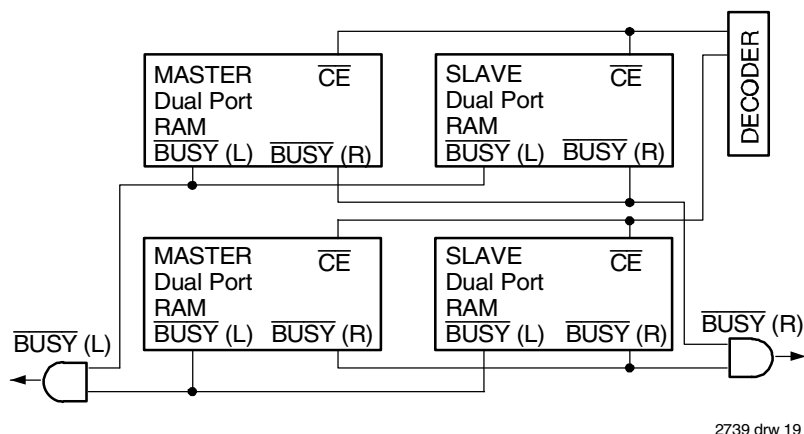 MASTER
Dual Port
RAM
CE
BUSY (L) BUSY (R)
SLAVE
Dual Port
RAM
CE
BUSY (L) BUSY (R)
DECODER
MASTER
Dual Port
RAM
CE
BUSY (L) BUSY (R)
SLAVE
Dual Port
RAM
CE
BUSY (L) BUSY (R)
BUSY (L)
BUSY (R)
2739 drw 19